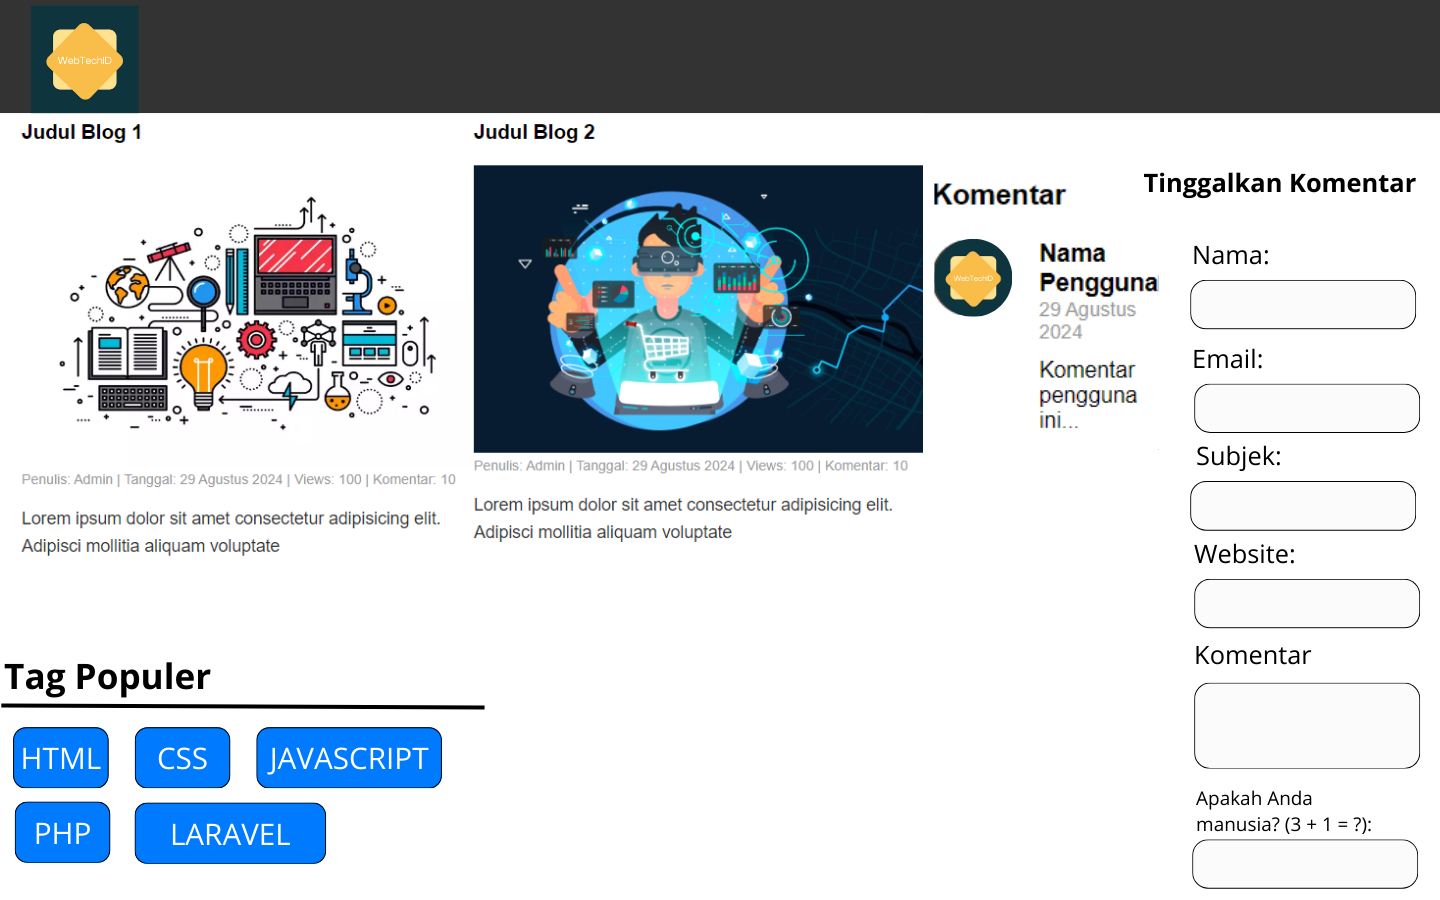 WebTechID
Judul Blog 1
Penulis: Admin | Tanggal: 29 Agustus 2024 | Views: 100 | Komentar: 10
Lorem ipsum dolor sit amet consectetur adipisicing elit.
Adipisci mollitia aliquam voluptate
Judul Blog 2
Penulis: Admin | Tanggal: 29 Agustus 2024 | Views: 100 | Komentar: 10
Lorem ipsum dolor sit amet consectetur adipisicing elit.
Adipisci mollitia aliquam voluptate
Komentar
WebTechID
Nama
Pengguna
29 Agustus
2024
Komentar
pengguna
ini...
Tinggalkan Komentar
Nama:
Email:
Subjek:
Website:
Komentar
Apakah Anda
manusia? (3 + 1 = ?):
Tag Populer
HTML
CSS
JAVASCRIPT
PHP
LARAVEL